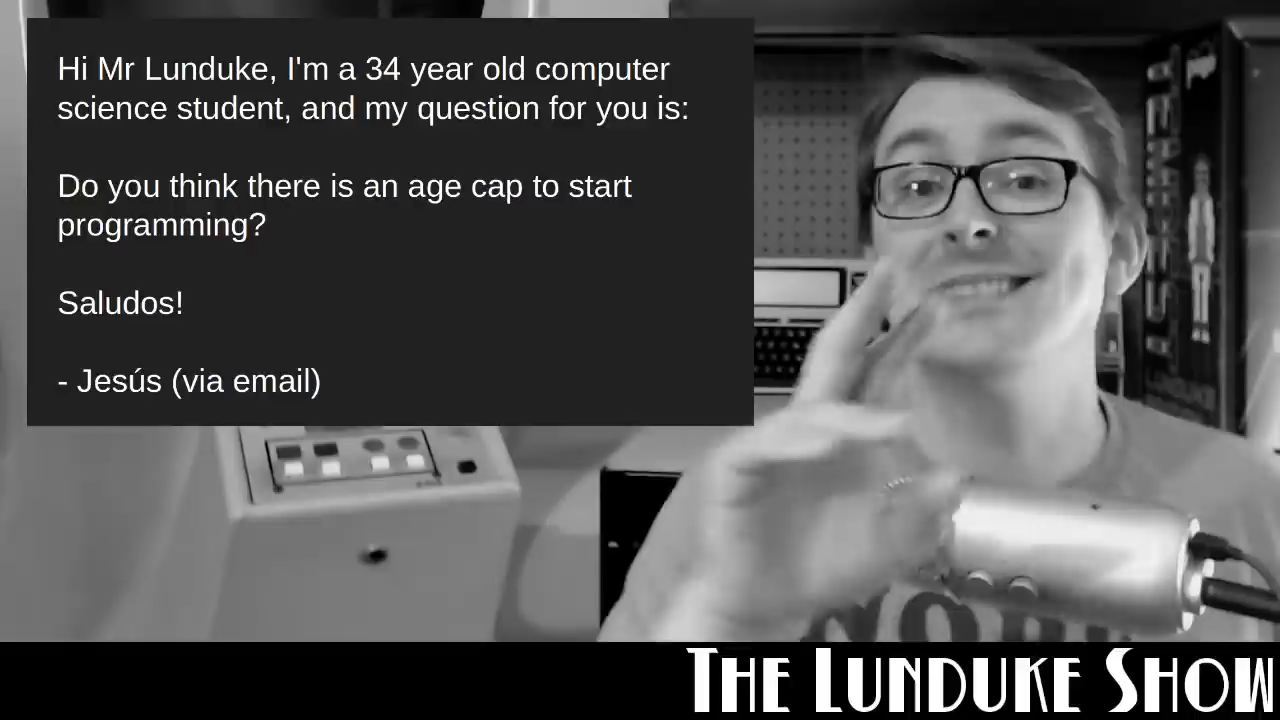 Hi Mr Lunduke, I'm a 34 year old computer
science student, and my question for you is:
Do you think there is an age cap to start
programming?
Saludos!
- Jesús (via email)
THE LUNDUKE SHOW